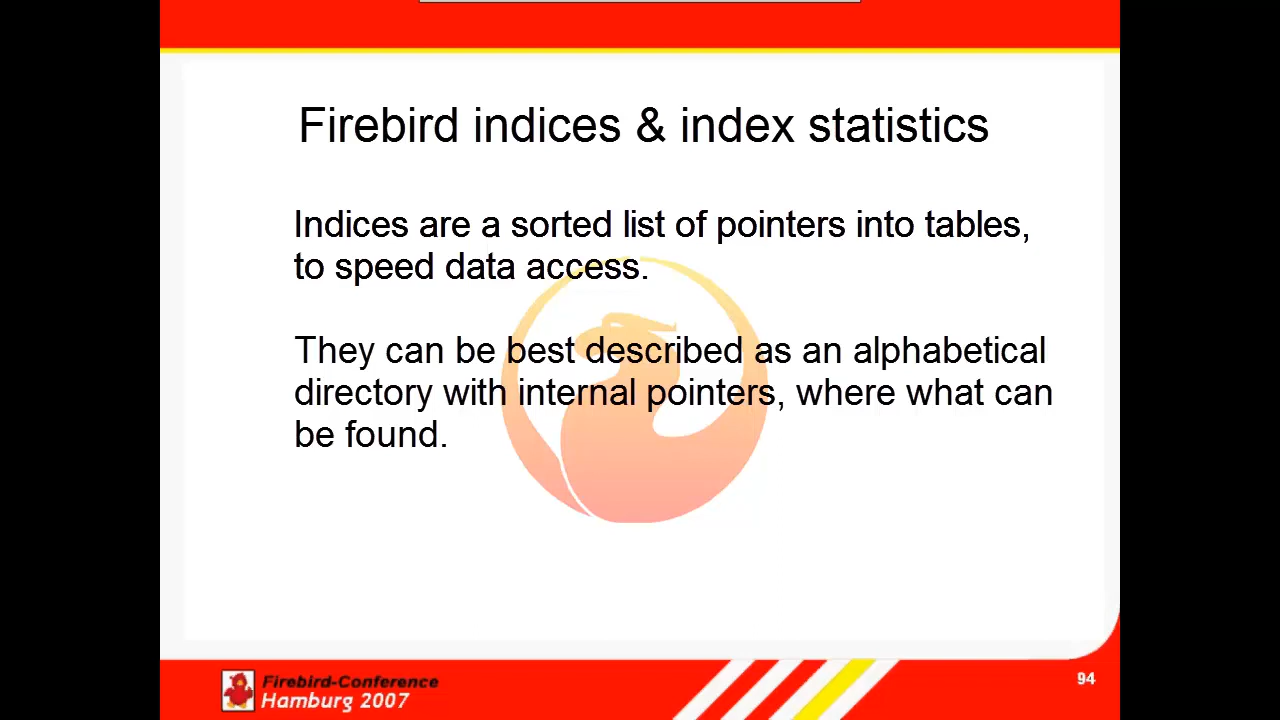 Firebird indices & index statistics
Indices are a sorted list of pointers into tables,
to speed data access.
They can be best described as an alphabetical
directory with internal pointers, where what can
be found.
Firebird-Conference
Hamburg 2007
94